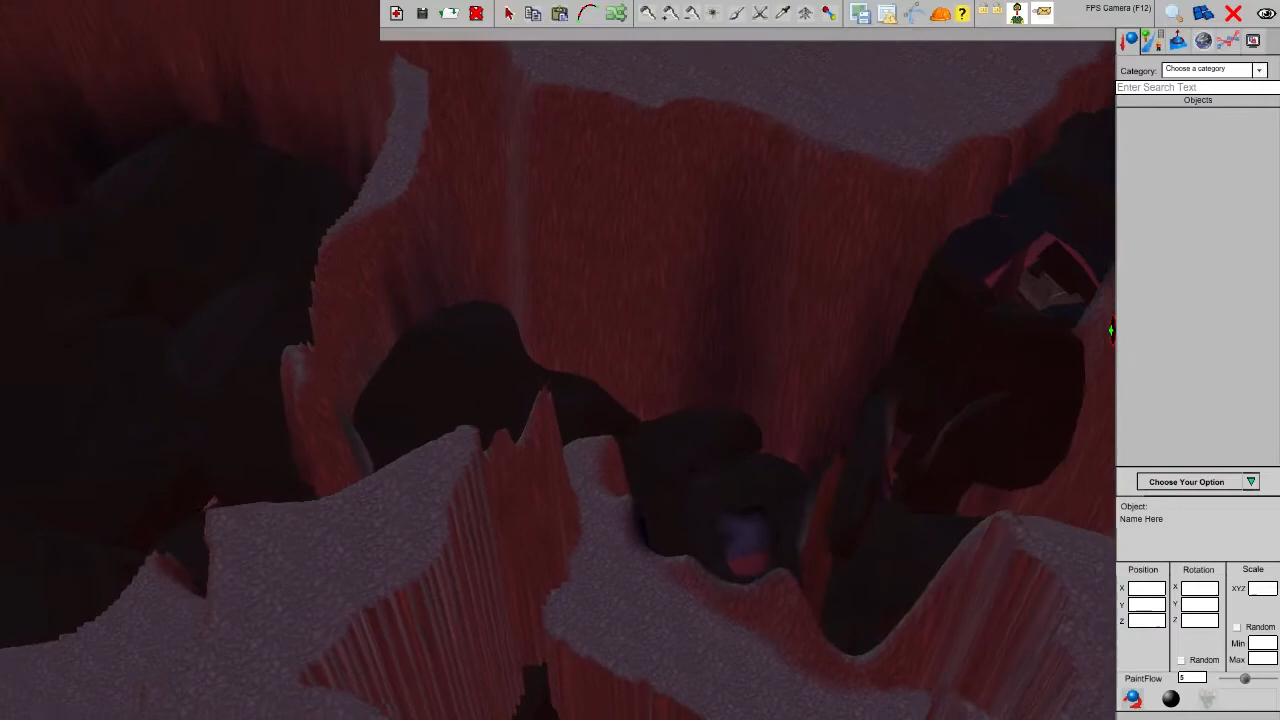 FPS Camera (F12)
Category: Choose a category
Enter Search Text
Objects
Choose Your Option
Object:
Name Here
Position Rotation Scale
X X XYZ
Y Y
Z Z
Random
Min
Random Max
PaintFlow 5